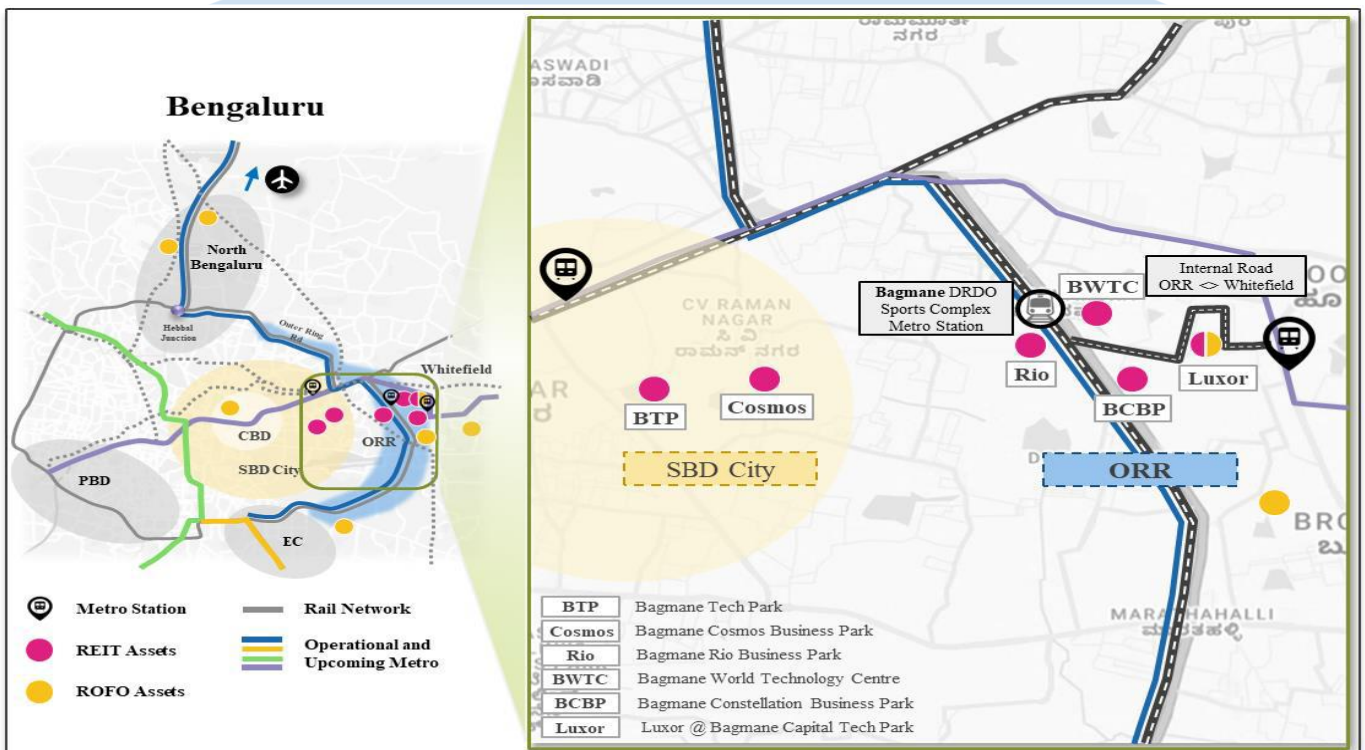 Bengaluru
North
Bengaluru
Hebbal
Junction
Outer Ring
Rd
Whitefield
CBD
ORR
SBD City
PBD
EC
Metro Station
REIT Assets
ROFO Assets
Rail Network
Operational and
Upcoming Metro
ನಗರ
ASWADI
CV RAMAN
NAGAR
ಸಿ ವಿ
ರಾಮನ್ ನಗರ
Bagmane DRDO
Sports Complex
Metro Station
BWTC
Internal Road
ORR <> Whitefield
Rio
BCBP
Luxor
BTP
Cosmos
SBD City
ORR
BRO
MARATHAHALLI
ಮಾರತಹಳ್ಳಿ
BTP Bagmane Tech Park
Cosmos Bagmane Cosmos Business Park
Rio Bagmane Rio Business Park
BWTC Bagmane World Technology Centre
BCBP Bagmane Constellation Business Park
Luxor Luxor @ Bagmane Capital Tech Park